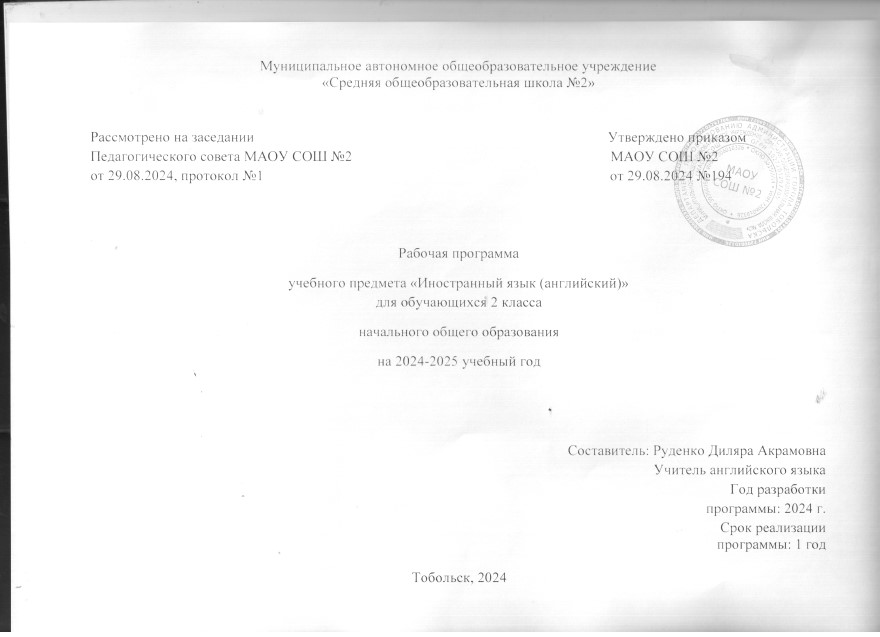 Муниципальное автономное общеобразовательное учреждение
«Средняя общеобразовательная школа №2»
Рассмотрено на заседании
Педагогического совета МАОУ СОШ №2
от 29.08.2024, протокол №1
Утверждено приказом
МАОУ СОШ №2
от 29.08.2024 №194
МАОУ
СОШ №2
Рабочая программа
учебного предмета «Иностранный язык (английский)»
для обучающихся 2 класса
начального общего образования
на 2024-2025 учебный год
Составитель: Руденко Диляра Акрамовна
Учитель английского языка
Год разработки
программы: 2024 г.
Срок реализации
программы: 1 год
Тобольск, 2024